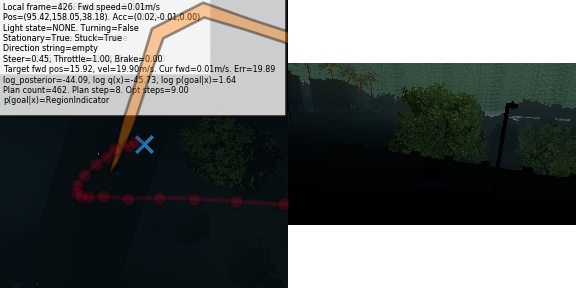 Local frame=426. Fwd speed=0.01m/s
Pos=(95.42,158.05,38.18). Acc=(0.02,-0.01,0.00)
Light state=NONE. Turning=False
Stationary=True. Stuck=True
Direction string=empty
Steer=0.45, Throttle=1.00, Brake=0.00
Target fwd pos=15.92, vel=19.90m/s. Cur fwd=0.01m/s. Err=19.89
log_posterior=-44.09, log q(x)=-45.73, log p(goal|x)=1.64
Plan count=462. Plan step=8. Opt steps=9.00
p(goal|x)=RegionIndicator